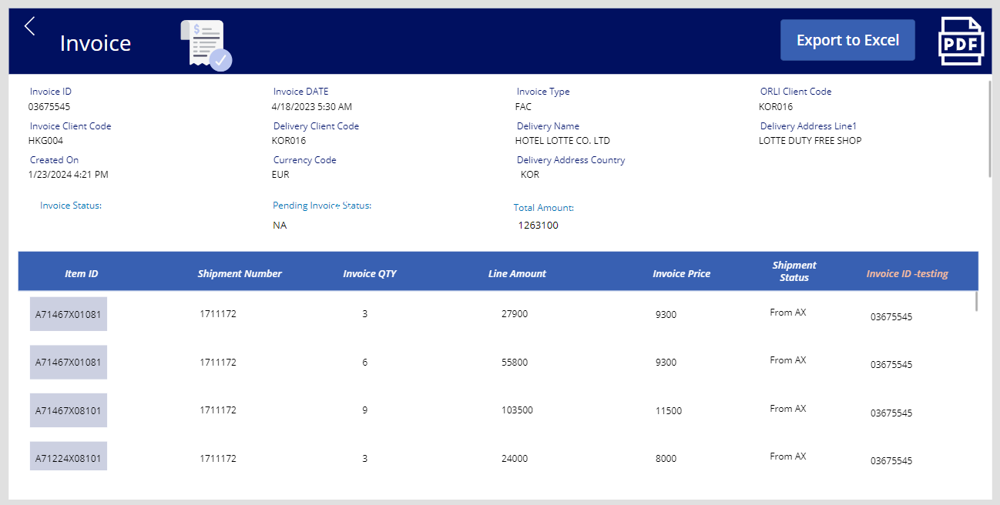 Invoice
$
Export to Excel
PDF
Invoice ID Invoice DATE Invoice Type ORLI Client Code
03675545 4/18/2023 5:30 AM FAC KOR016
Invoice Client Code Delivery Client Code Delivery Name Delivery Address Line1
HKG004 KOR016 HOTEL LOTTE CO. LTD LOTTE DUTY FREE SHOP
Created On Currency Code Delivery Address Country
1/23/2024 4:21 PM EUR KOR
Invoice Status: Pending Invoice Status: Total Amount:
NA 1263100
Item ID Shipment Number Invoice QTY Line Amount Invoice Price Shipment Status Invoice ID -testing
A71467X01081 1711172 3 27900 9300 From AX 03675545
A71467X01081 1711172 6 55800 9300 From AX 03675545
A71467X08101 1711172 9 103500 11500 From AX 03675545
A71224X08101 1711172 3 24000 8000 From AX 03675545